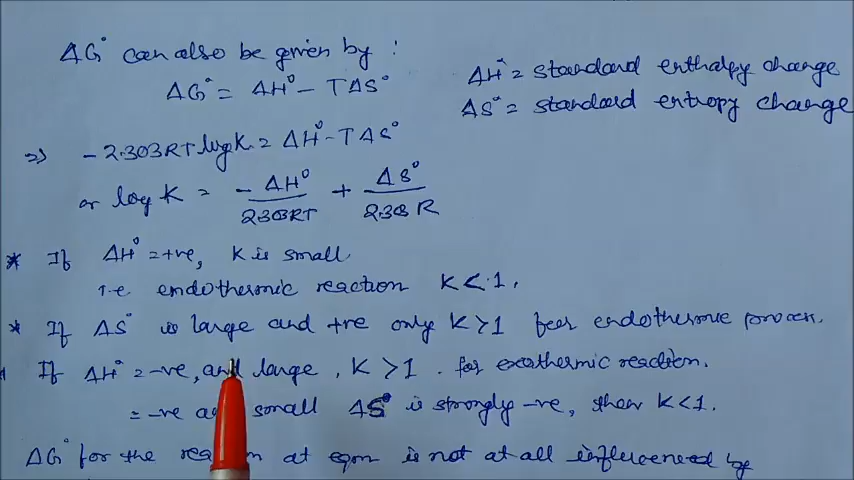 ΔG° can also be given by :
ΔG° = ΔH° - TΔS°
ΔH° = standard enthalpy change
ΔS° = standard entropy change
=> -2.303RT logK = ΔH° - TΔS°
or log K = -ΔH°/2.303RT + ΔS°/2.303 R
* If ΔH° = +ve, K is small
i.e endothermic reaction K < 1.
* If ΔS° is large and +ve only K > 1 for endothermic process.
If ΔH° = -ve, and large, K > 1 . for exothermic reaction.
= -ve small ΔS° is strongly -ve, then K < 1.
ΔG° for the at eqm is not at all influenced by